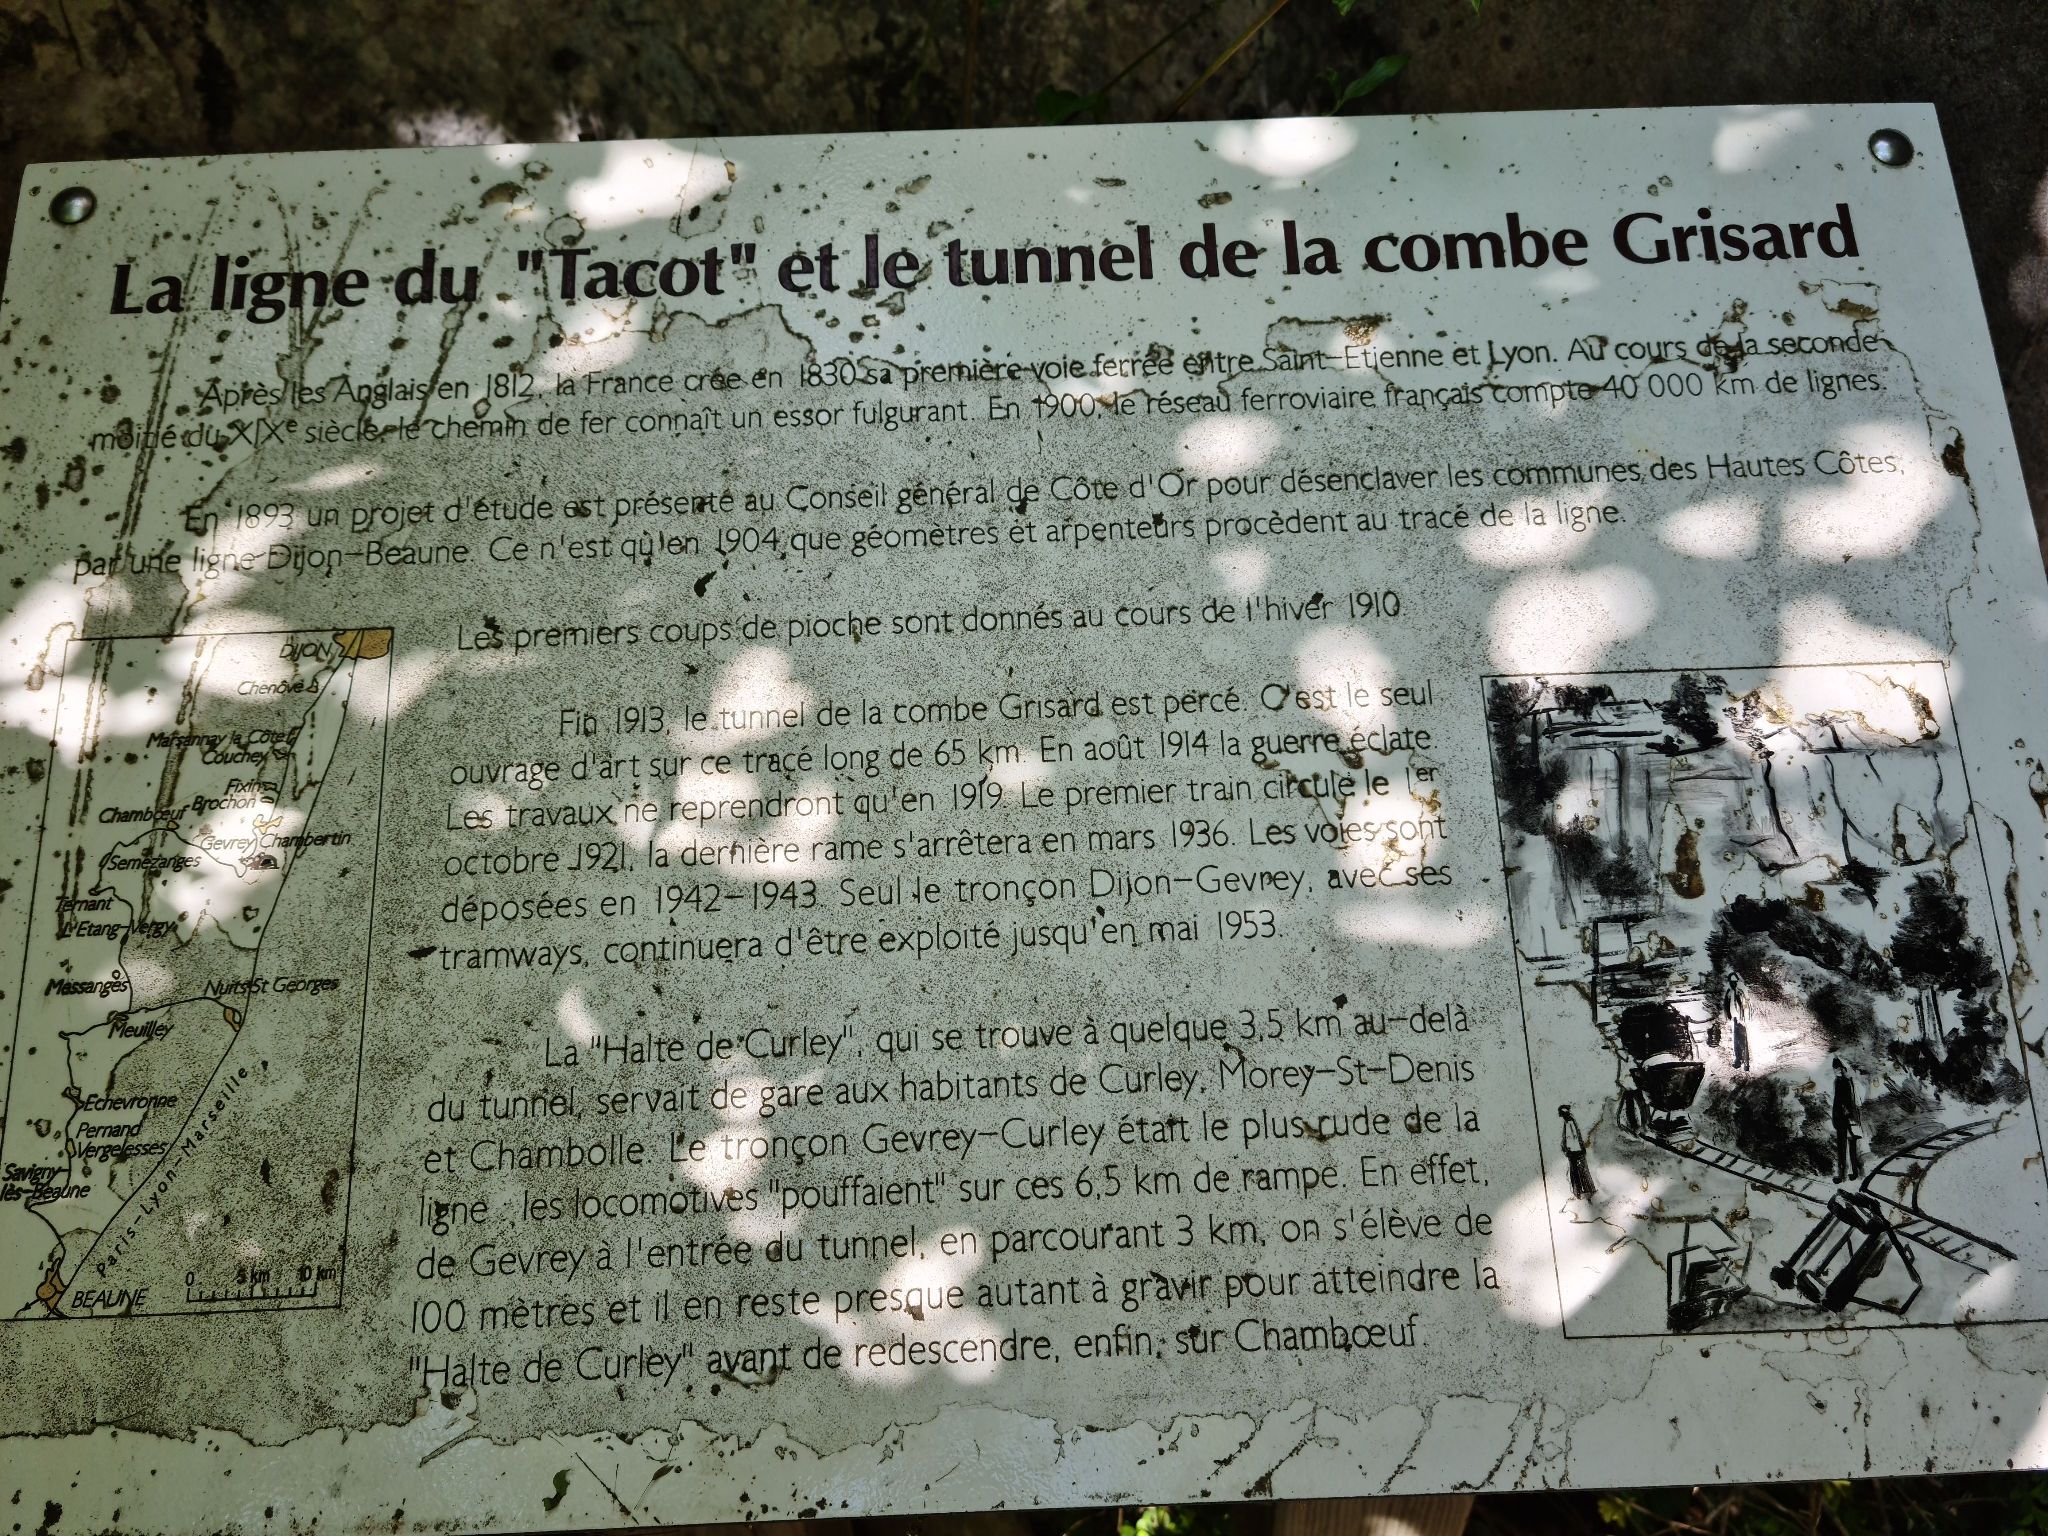 La ligne du "Tacot" et le tunnel de la combe Grisard
Après les Anglais en 1812, la France crée en 1830 sa première voie ferrée entre Saint-Etienne et Lyon. Au cours de la seconde
moitié du XIXe siècle, le chemin de fer connaît un essor fulgurant. En 1900, le réseau ferroviaire français compte 40 000 km de lignes.
En 1893 un projet d'étude est présenté au Conseil général de Côte d'Or pour désenclaver les communes des Hautes Côtes,
par une ligne Dijon-Beaune. Ce n'est qu'en 1904 que géomètres et arpenteurs procèdent au tracé de la ligne.
Les premiers coups de pioche sont donnés au cours de l'hiver 1910
Fin 1913, le tunnel de la combe Grisard est percé. C'est le seul
ouvrage d'art sur ce tracé long de 65 km. En août 1914 la guerre éclate.
Les travaux ne reprendront qu'en 1919. Le premier train circule le 1er
octobre 1921, la dernière rame s'arrêtera en mars 1936. Les voies sont
déposées en 1942-1943. Seul le tronçon Dijon-Gevrey, avec ses
tramways, continuera d'être exploité jusqu'en mai 1953.
La "Halte de Curley", qui se trouve à quelque 3,5 km au-delà
du tunnel, servait de gare aux habitants de Curley, Morey-St-Denis
et Chambolle. Le tronçon Gevrey-Curley était le plus rude de la
ligne : les locomotives "pouffaient" sur ces 6,5 km de rampe. En effet,
de Gevrey à l'entrée du tunnel, en parcourant 3 km, on s'élève de
100 mètres et il en reste presque autant à gravir pour atteindre la
"Halte de Curley" avant de redescendre, enfin, sur Chambœuf.
DIJON
Chenôve
Marsannay la Côte
Couchey
Fixin
Brochon
Chambœuf
Gevrey Chambertin
Semezanges
Ternant
L'Etang-Vergy
Messanges
Nuits St Georges
Meuilley
Echevronne
Pernand
Vergelesses
Savigny
lès-Beaune
Paris-Lyon-Marseille
0 5 km 10 km
BEAUNE